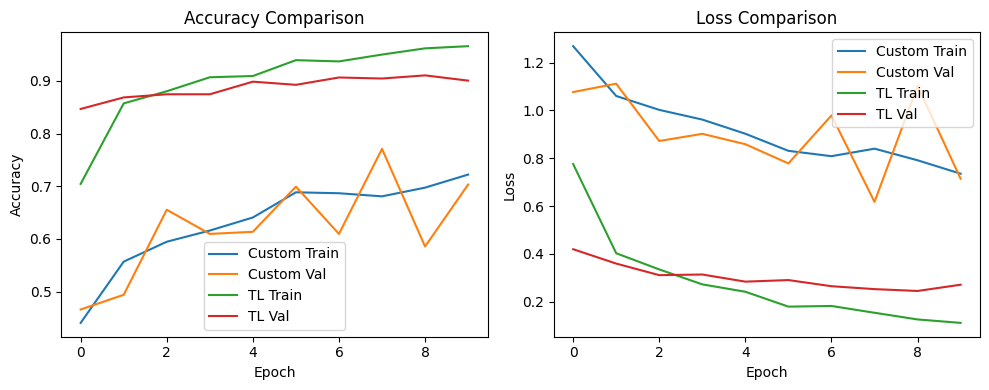 Accuracy Comparison
Accuracy
0.9
0.8
0.7
0.6
0.5
Custom Train
Custom Val
TL Train
TL Val
0 2 4 6 8
Epoch
Loss Comparison
Loss
1.2
1.0
0.8
0.6
0.4
0.2
Custom Train
Custom Val
TL Train
TL Val
0 2 4 6 8
Epoch